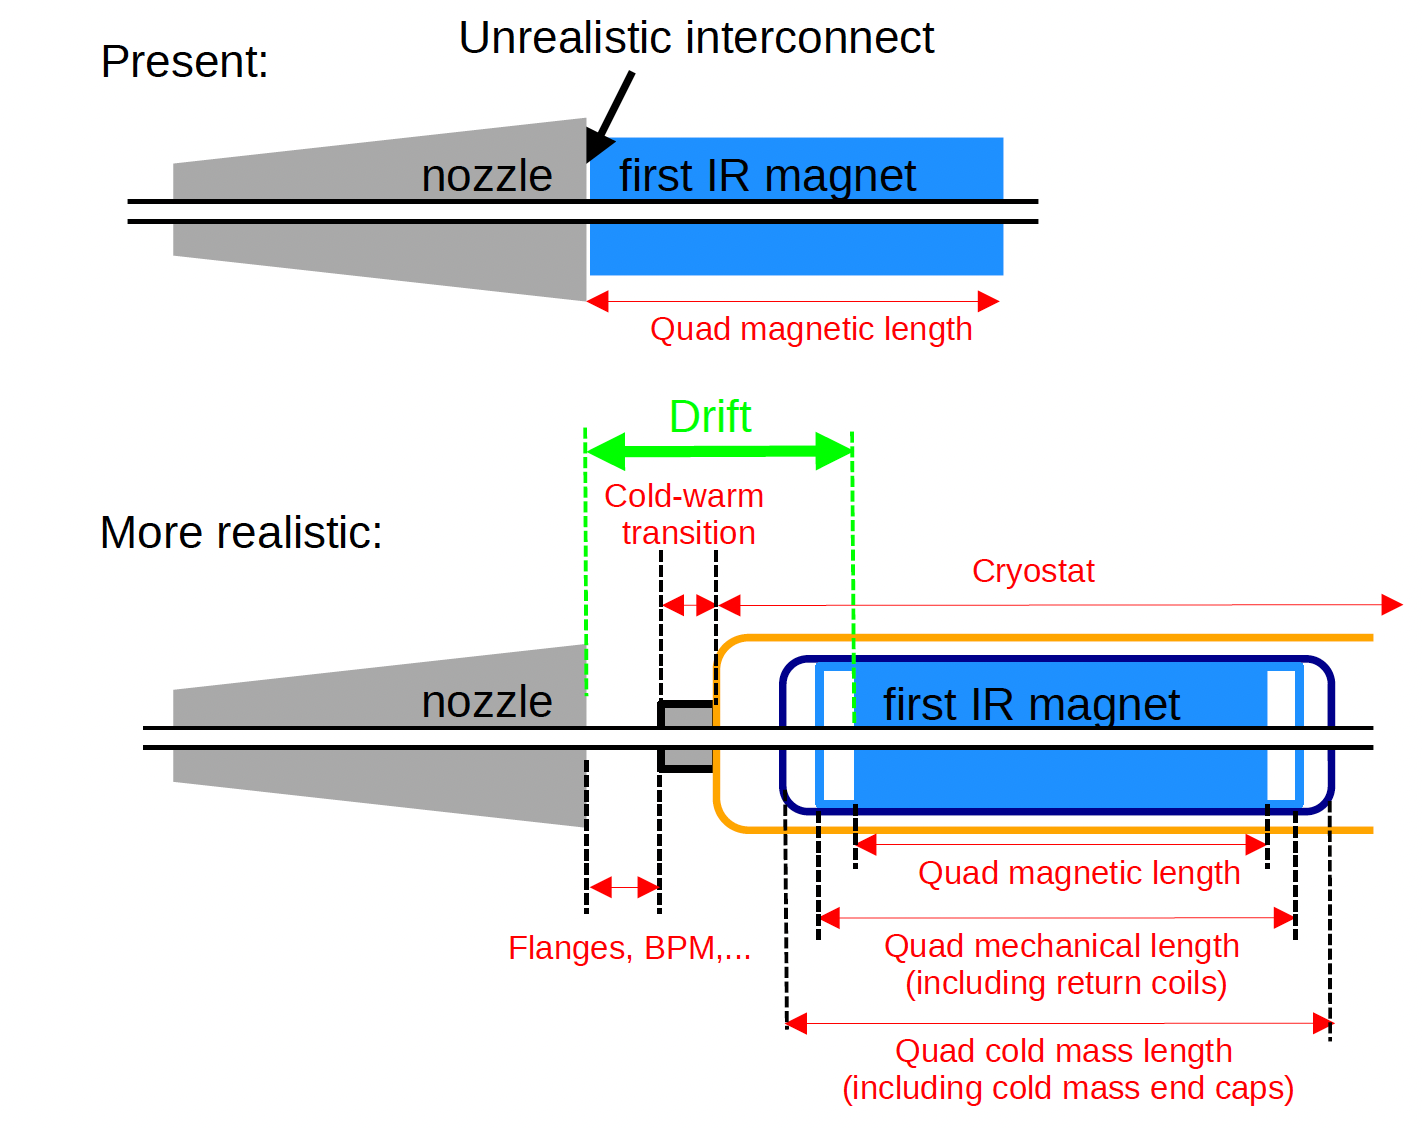 Unrealistic interconnect
Present:
nozzle
first IR magnet
Quad magnetic length
Drift
Cold-warm
transition
More realistic:
Cryostat
nozzle
first IR magnet
Quad magnetic length
Flanges, BPM,...
Quad mechanical length
(including return coils)
Quad cold mass length
(including cold mass end caps)